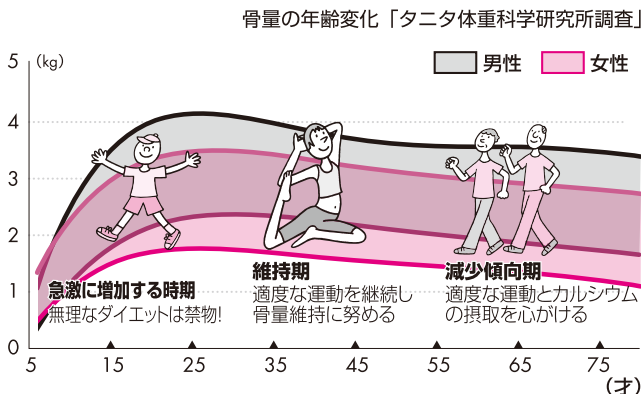 骨量の年齢変化「タニタ体重科学研究所調査」
5 (kg)
男性 女性
4
3
2
1
0
急激に増加する時期
無理なダイエットは禁物!
維持期
適度な運動を継続し
骨量維持に努める
減少傾向期
適度な運動とカルシウム
の摂取を心がける
5 15 25 35 45 55 65 75
(才)